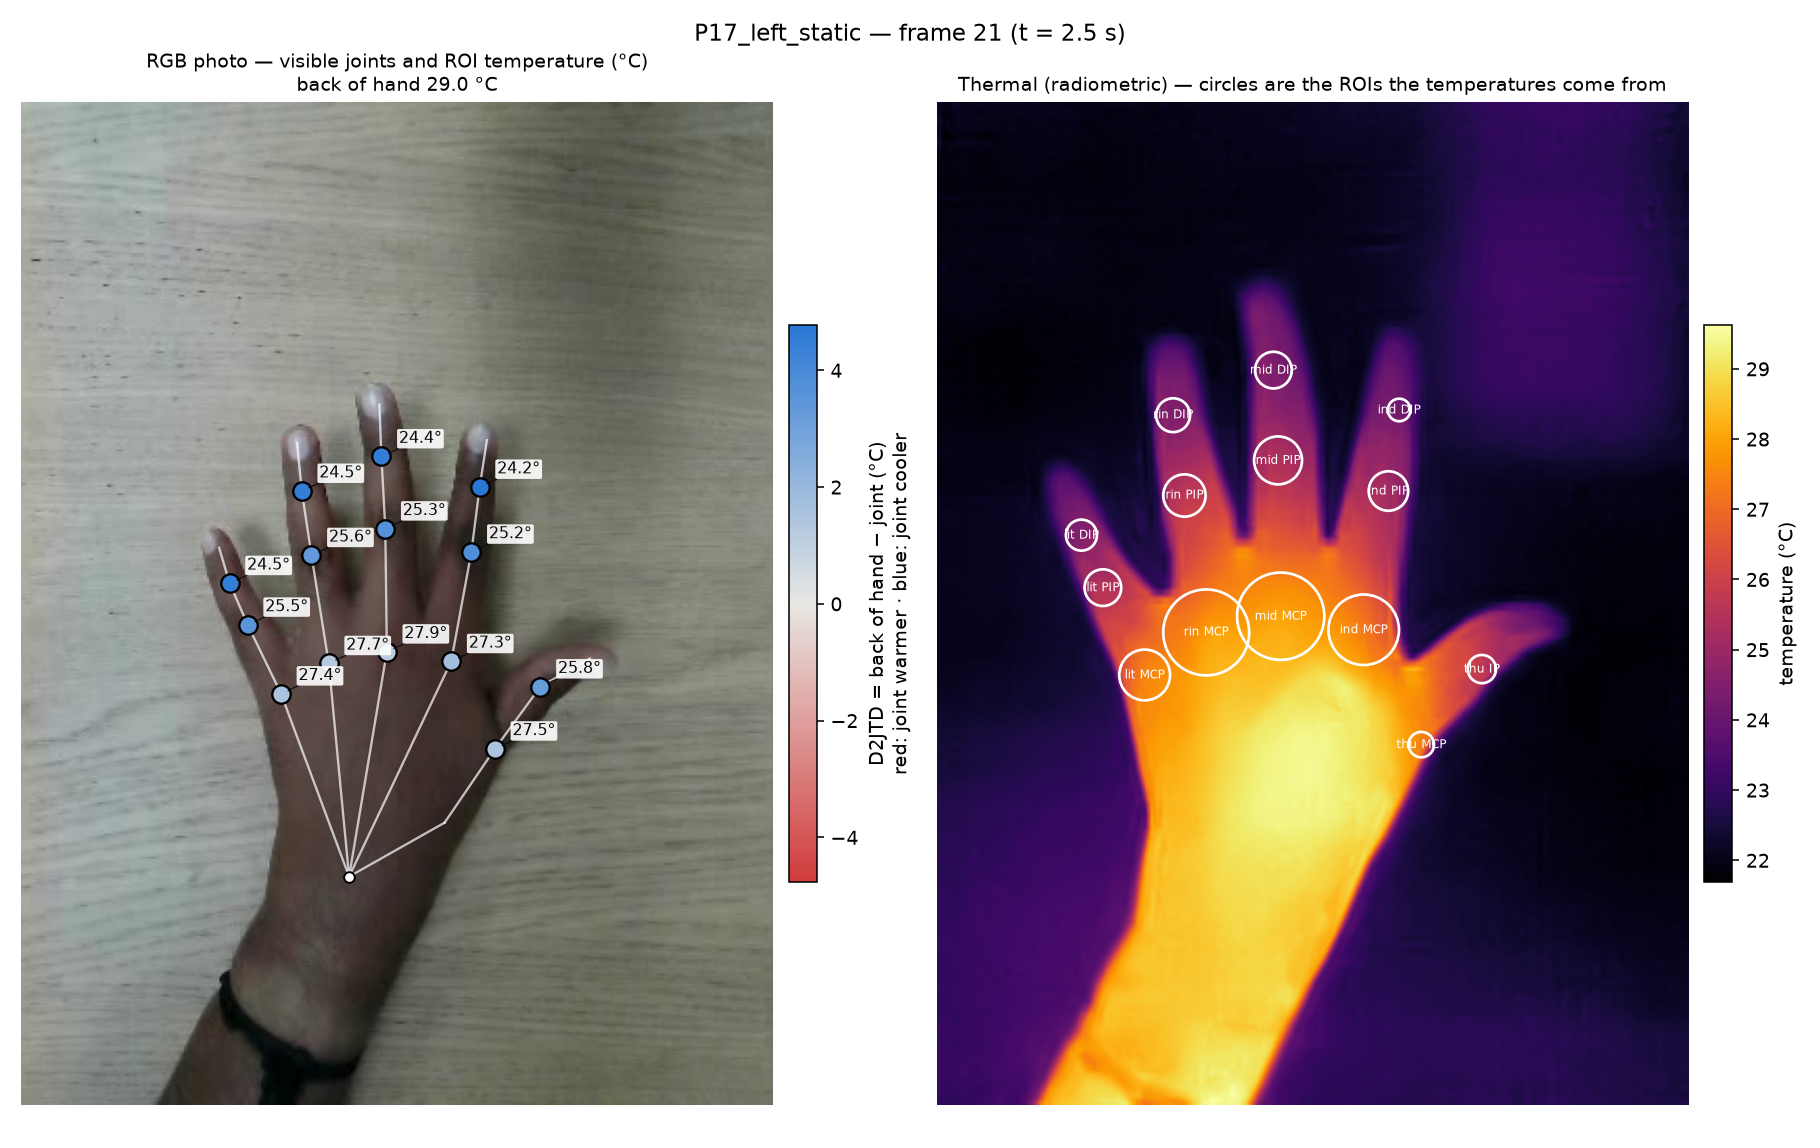 P17_left_static — frame 21 (t = 2.5 s)
RGB photo — visible joints and ROI temperature (°C)
back of hand 29.0 °C
24.4°
24.5°
24.2°
25.3°
25.6°
25.2°
24.5°
25.5°
27.9°
27.7°
27.3°
27.4°
25.8°
27.5°
4
2
0
−2
−4
D2JTD = back of hand − joint (°C)
red: joint warmer · blue: joint cooler
Thermal (radiometric) — circles are the ROIs the temperatures come from
mid DIP
rin DIP
ind DIP
mid PIP
rin PIP
nd PIP
lit DIP
lit PIP
mid MCP
rin MCP
ind MCP
lit MCP
thu IP
thu MCP
29
28
27
26
25
24
23
22
temperature (°C)